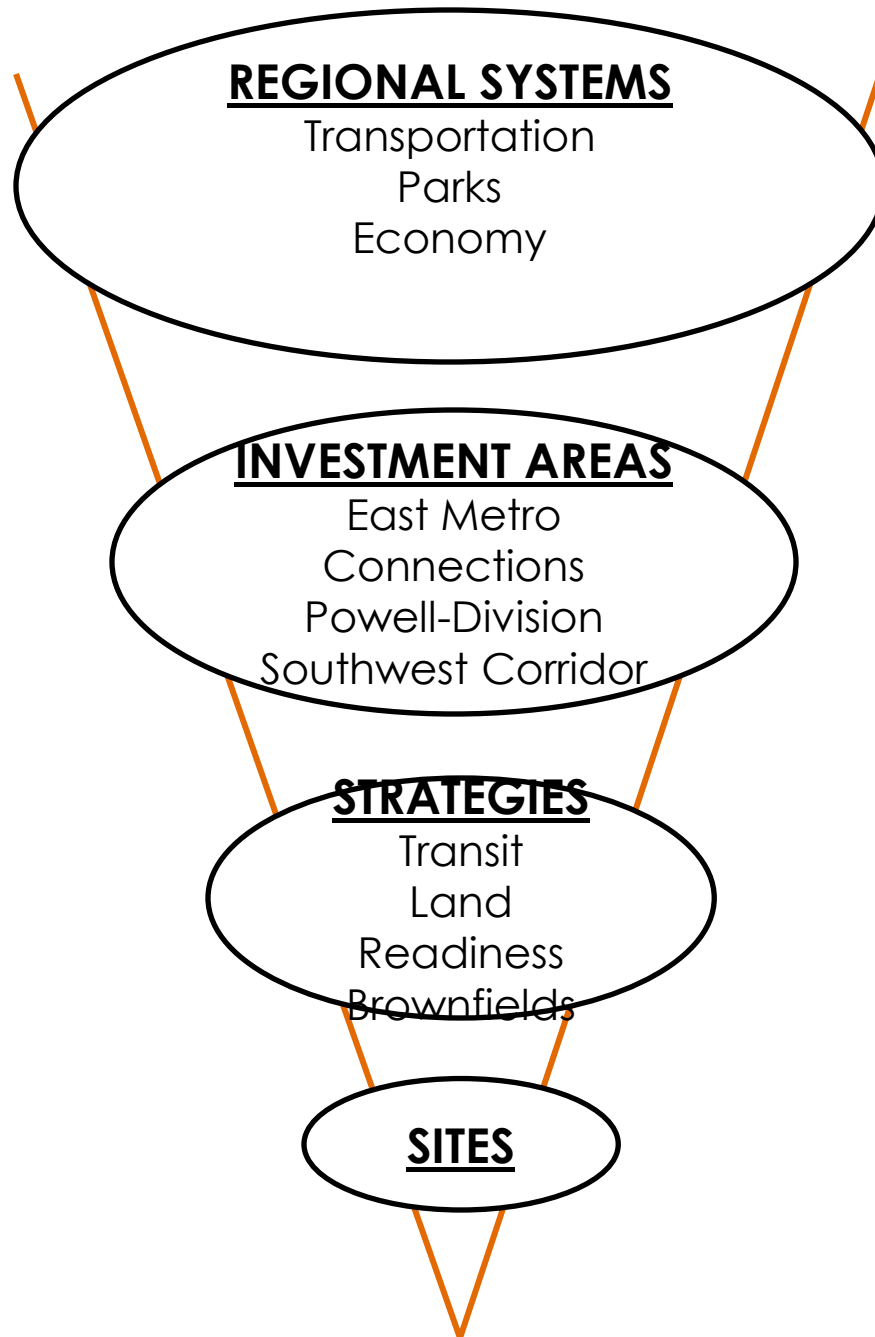 REGIONAL SYSTEMS
Transportation
Parks
Economy
INVESTMENT AREAS
East Metro
Connections
Powell-Division
Southwest Corridor
STRATEGIES
Transit
Land
Readiness
Brownfields
SITES